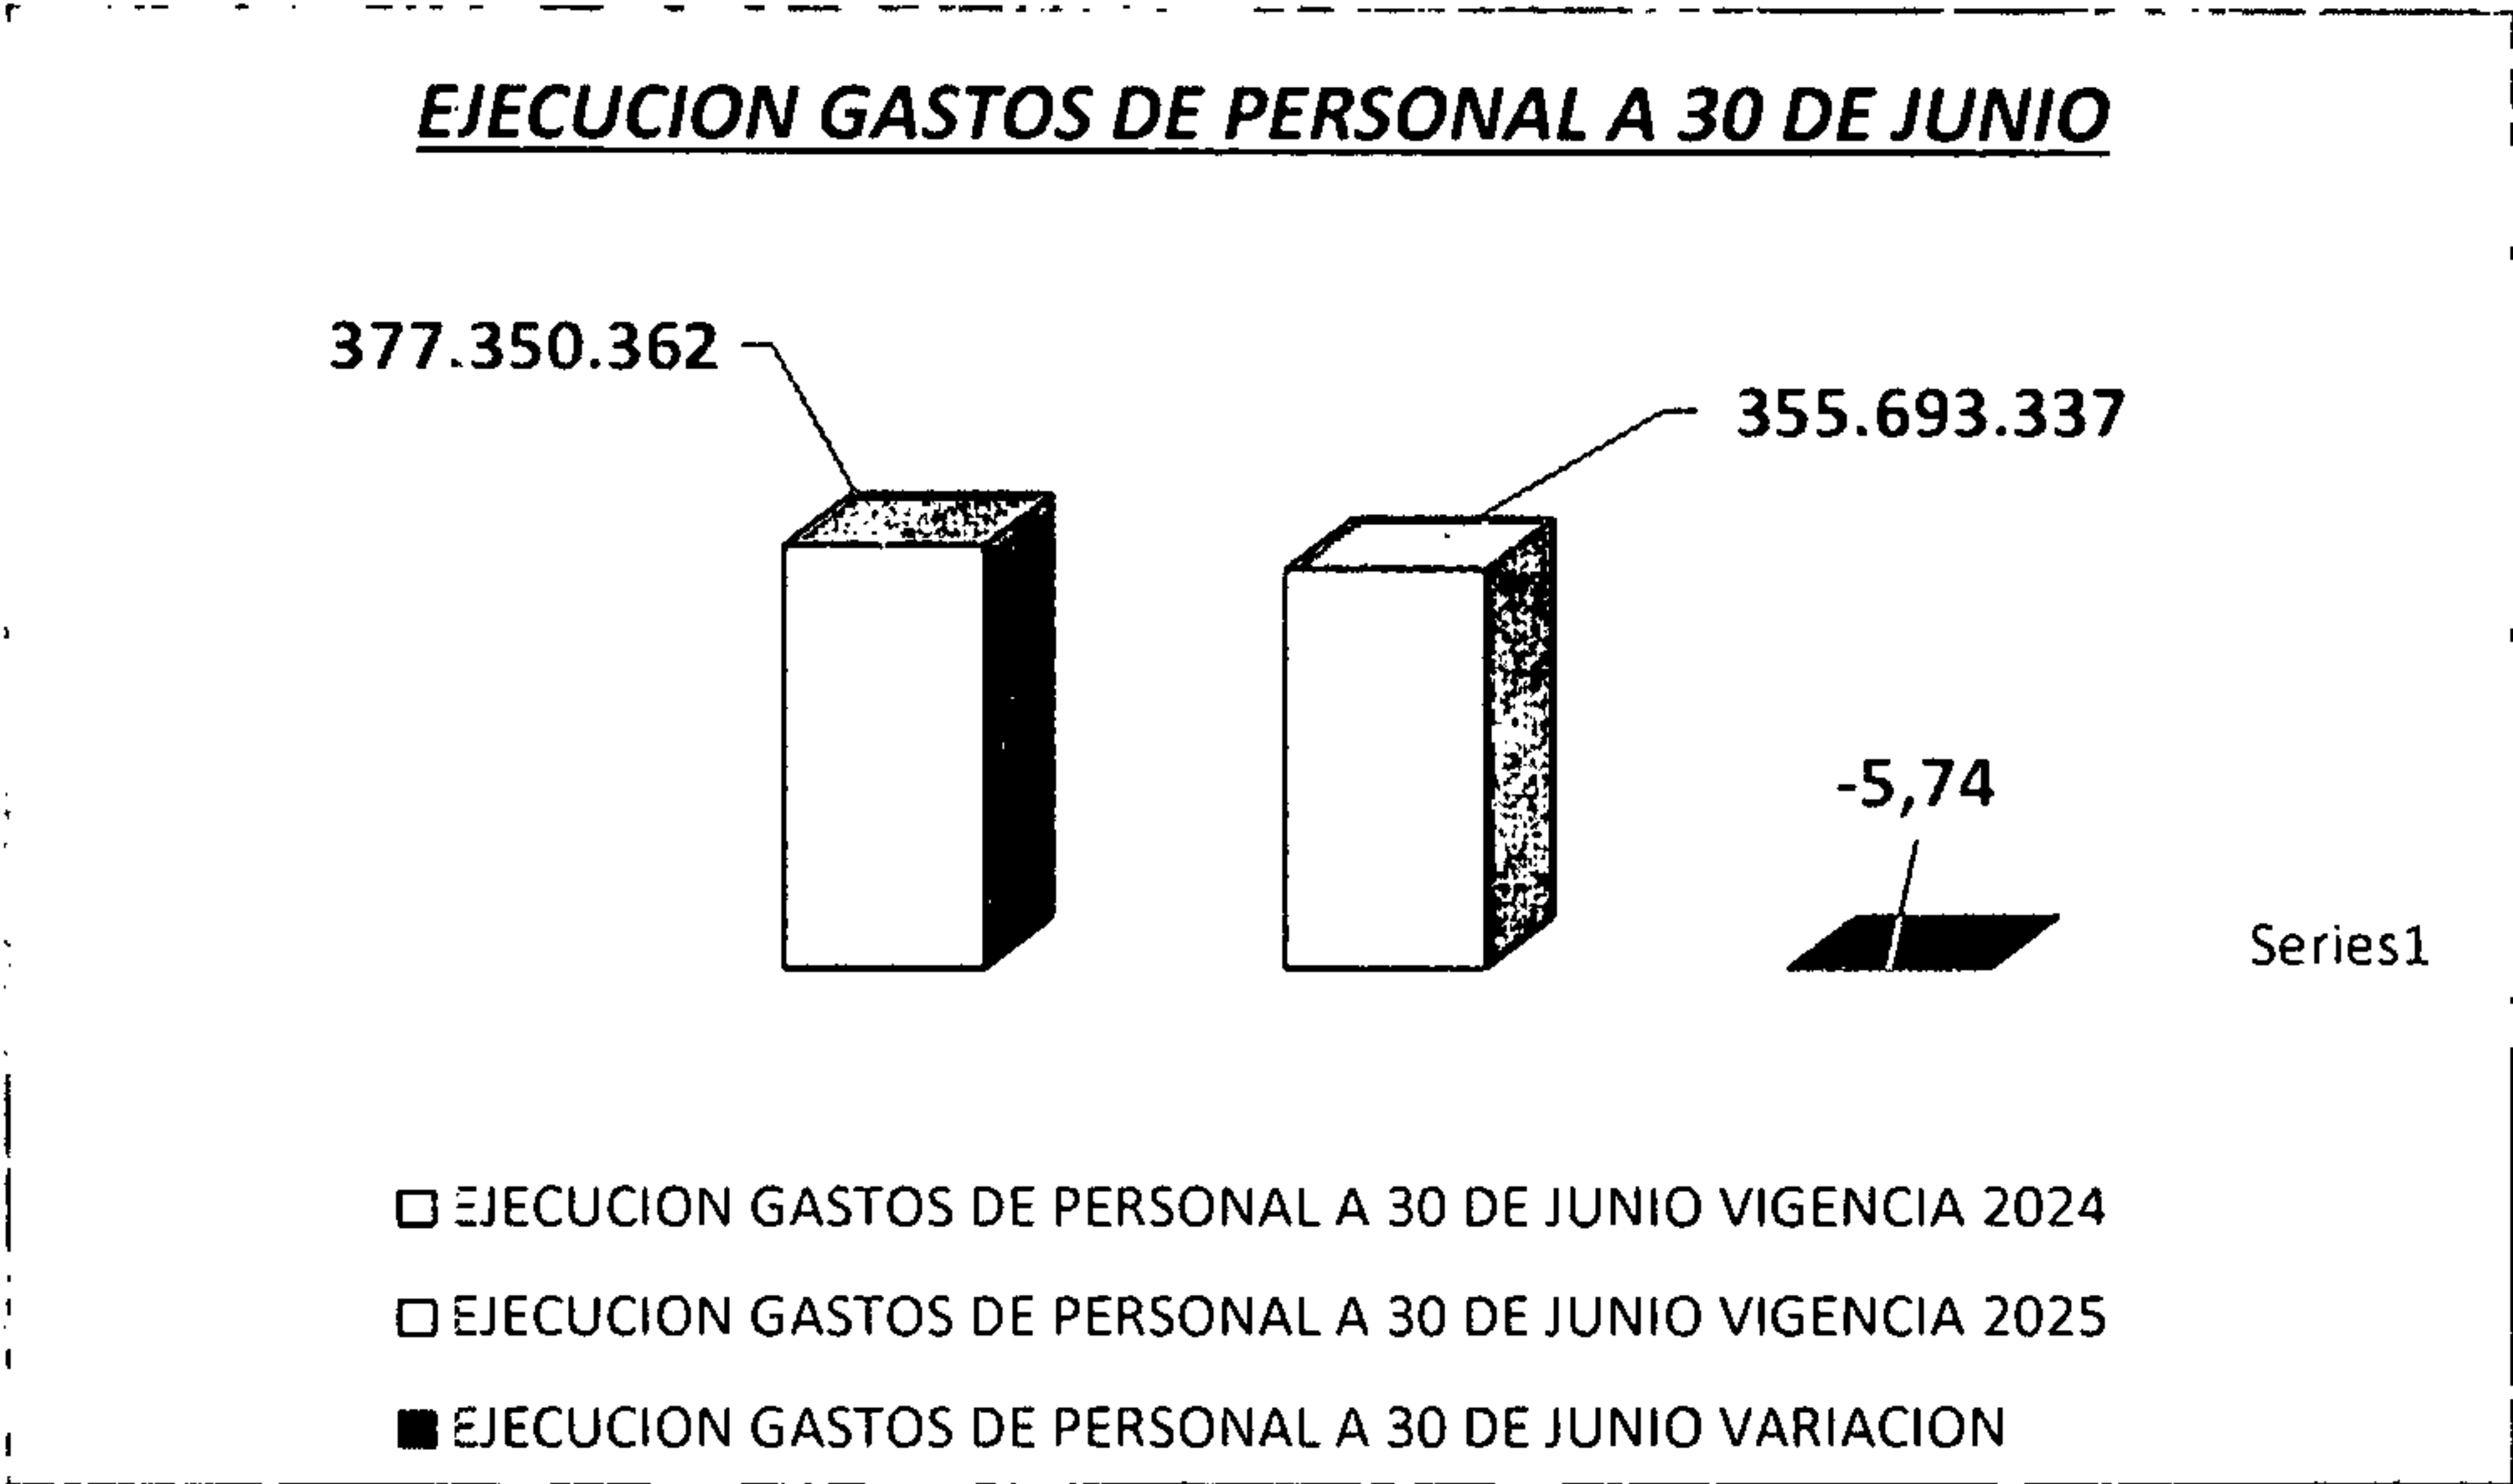 EJECUCION GASTOS DE PERSONAL A 30 DE JUNIO
377.350.362
355.693.337
-5,74
Series1
EJECUCION GASTOS DE PERSONAL A 30 DE JUNIO VIGENCIA 2024
EJECUCION GASTOS DE PERSONAL A 30 DE JUNIO VIGENCIA 2025
EJECUCION GASTOS DE PERSONAL A 30 DE JUNIO VARIACION